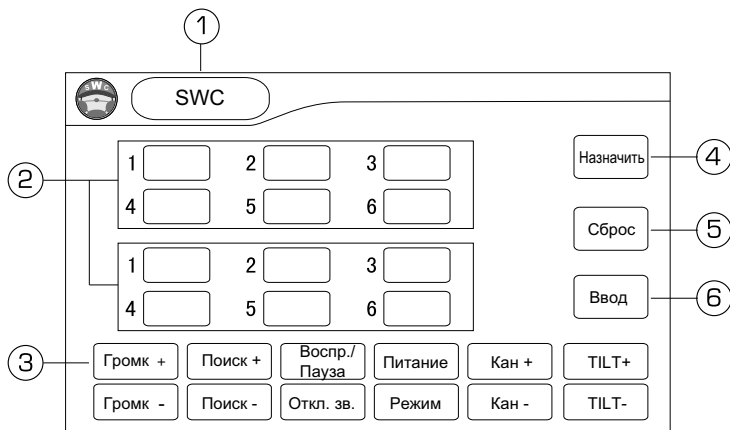 1
SWC
SWC
1 2 3
4 5 6
2
1 2 3
4 5 6
Назначить
4
Сброс
5
Ввод
6
3
Громк + Поиск + Воспр./ Пауза Питание Кан + TILT+
Громк - Поиск - Откл. зв. Режим Кан - TILT-